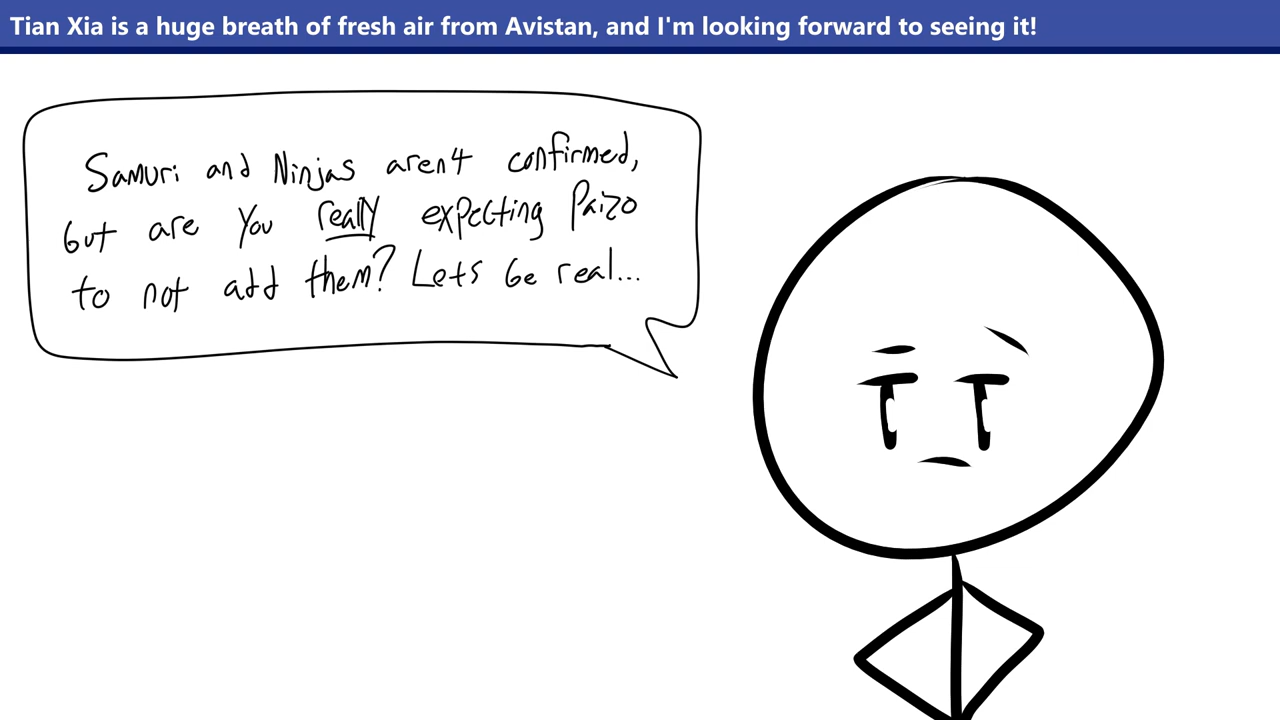 Tian Xia is a huge breath of fresh air from Avistan, and I'm looking forward to seeing it!
Samuri and Ninjas aren't confirmed,
but are you really expecting Paizo
to not add them? Lets be real...